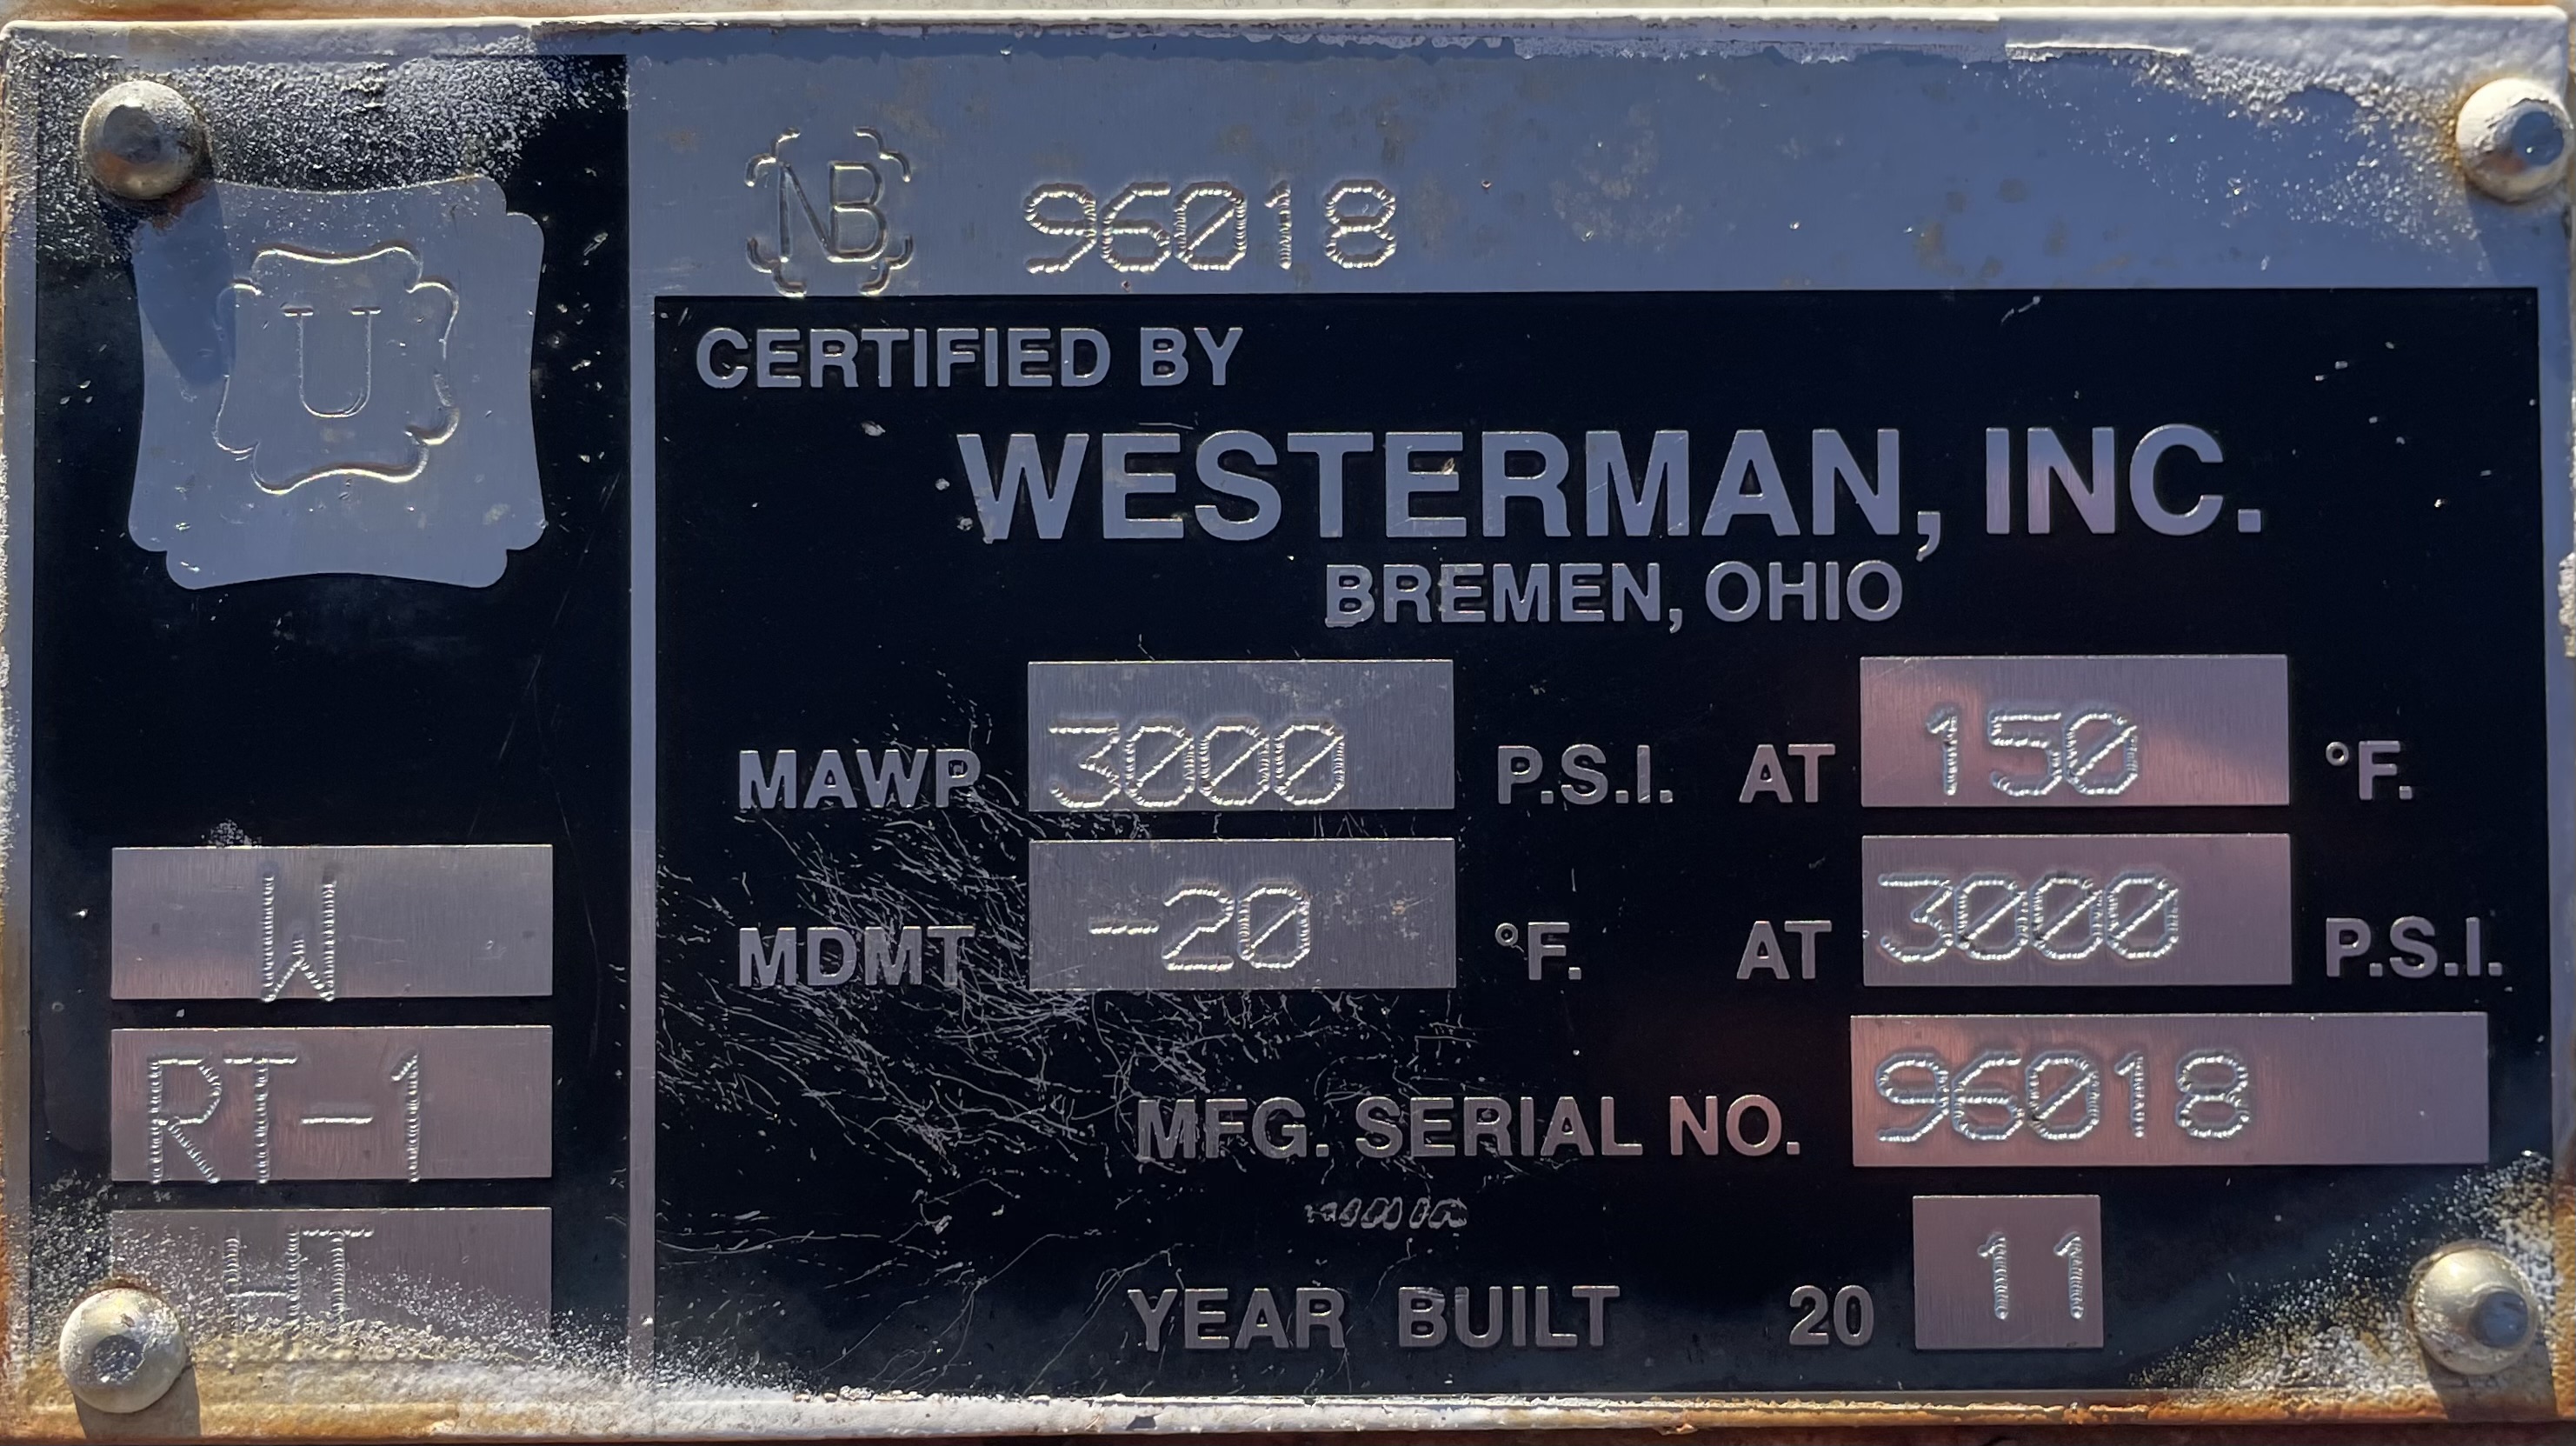 NB 96018
U
CERTIFIED BY
WESTERMAN, INC.
BREMEN, OHIO
MAWP 3000 P.S.I. AT 150 °F.
MDMT -20 °F. AT 3000 P.S.I.
W
RT-1
HT
MFG. SERIAL NO. 96018
YEAR BUILT 20 11